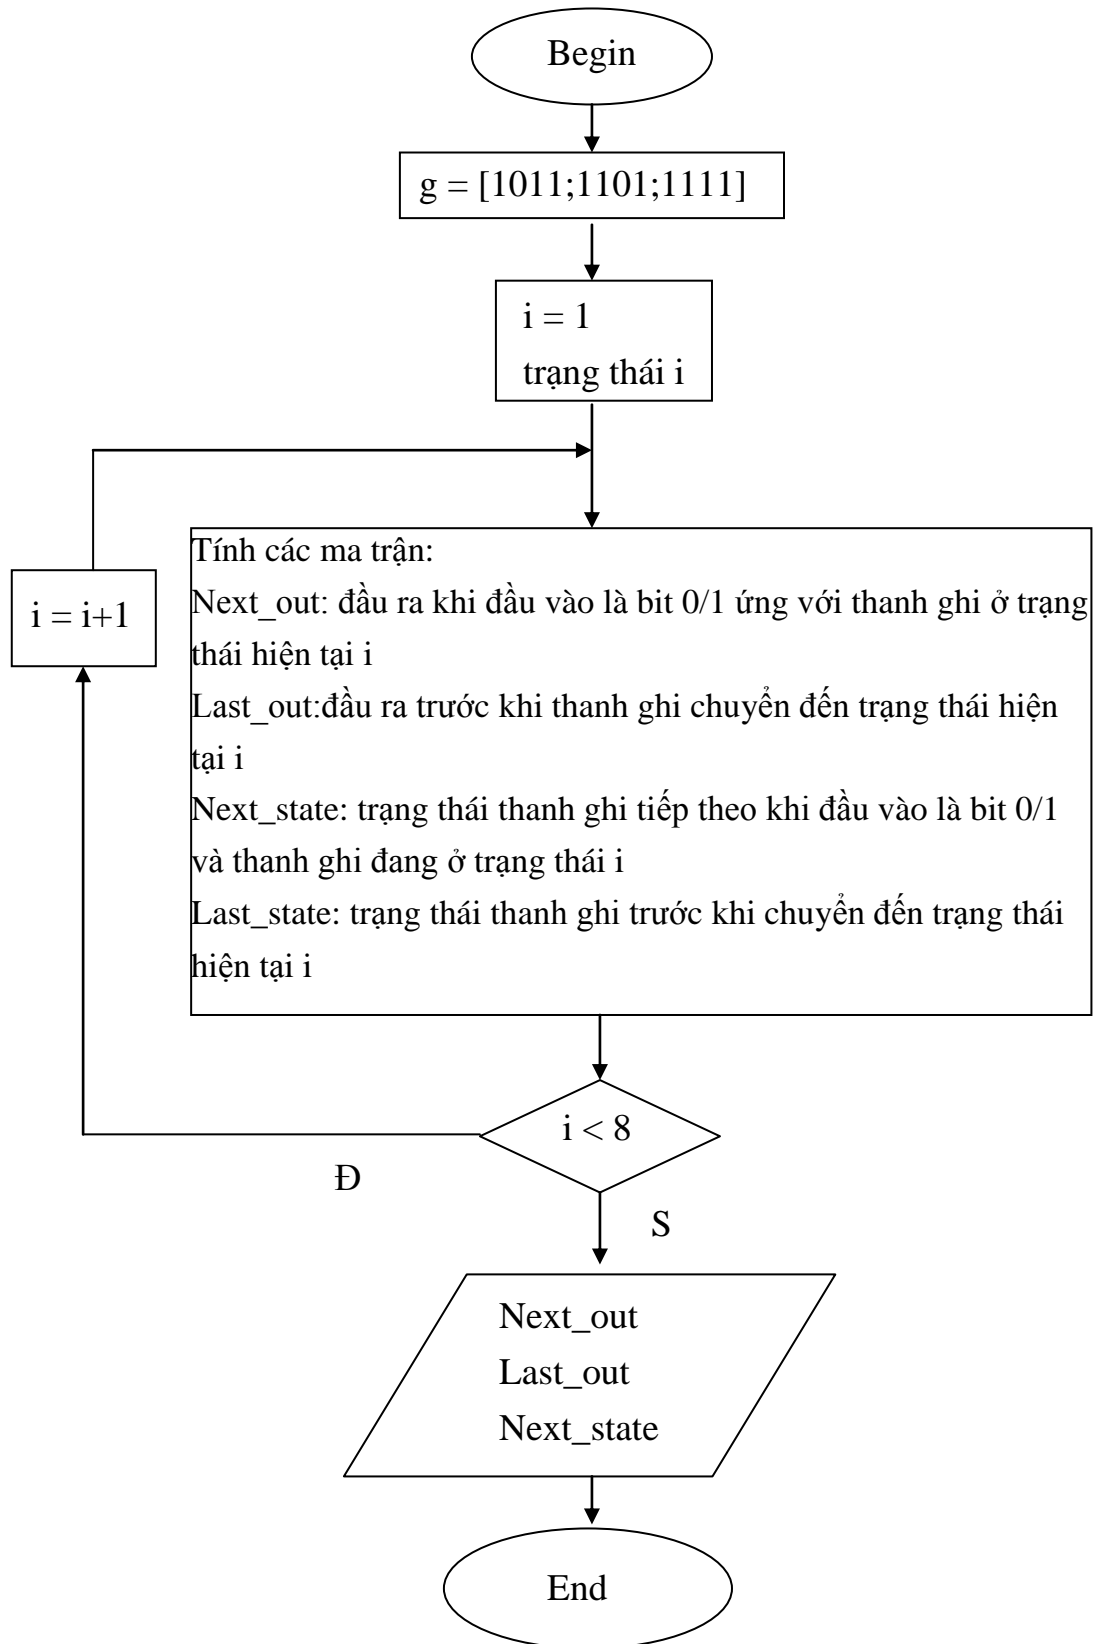 Begin
g = [1011;1101;1111]
i = 1
trạng thái i
i = i+1
Tính các ma trận:
Next_out: đầu ra khi đầu vào là bit 0/1 ứng với thanh ghi ở trạng
thái hiện tại i
Last_out:đầu ra trước khi thanh ghi chuyển đến trạng thái hiện
tại i
Next_state: trạng thái thanh ghi tiếp theo khi đầu vào là bit 0/1
và thanh ghi đang ở trạng thái i
Last_state: trạng thái thanh ghi trước khi chuyển đến trạng thái
hiện tại i
i < 8
Đ
S
Next_out
Last_out
Next_state
End